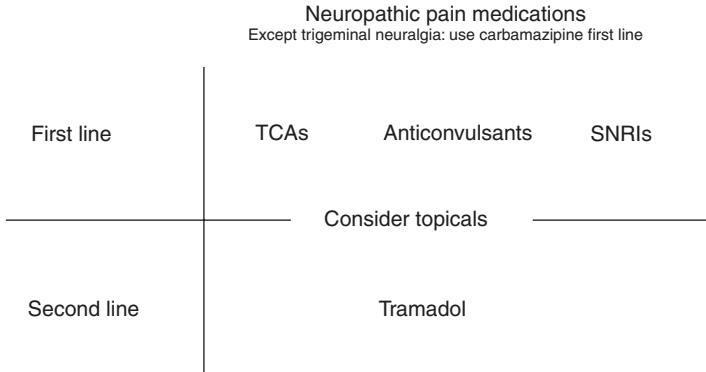 Neuropathic pain medications
Except trigeminal neuralgia: use carbamazipine first line
First line TCAs Anticonvulsants SNRIs
Consider topicals
Second line Tramadol